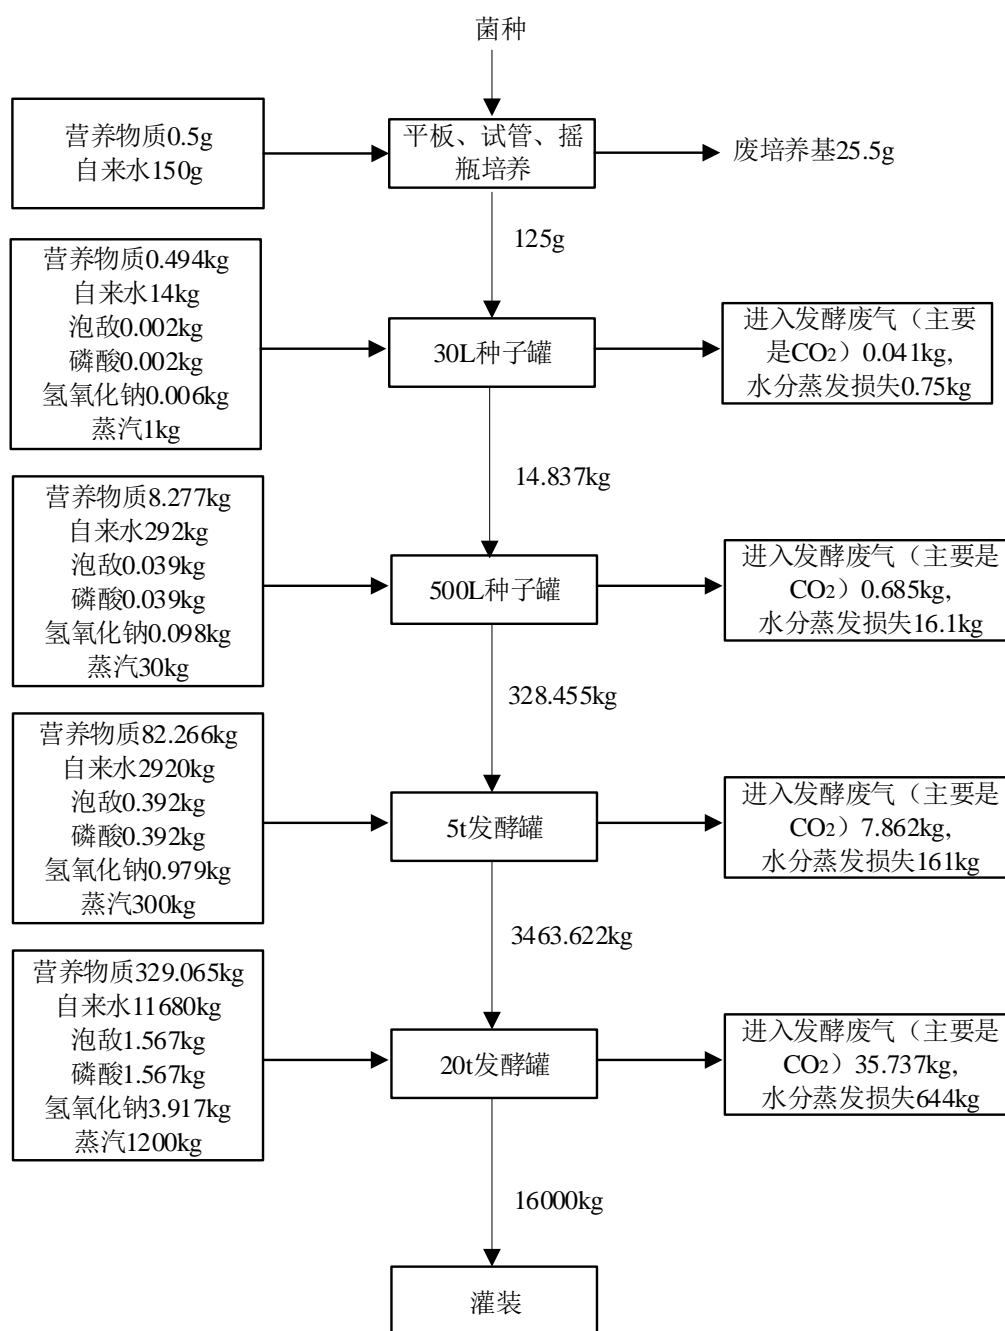 菌种
营养物质0.5g
自来水150g
平板、试管、摇
瓶培养
废培养基25.5g
125g
营养物质0.494kg
自来水14kg
泡敌0.002kg
磷酸0.002kg
氢氧化钠0.006kg
蒸汽1kg
30L种子罐
进入发酵废气（主要
是CO₂）0.041kg,
水分蒸发损失0.75kg
14.837kg
营养物质8.277kg
自来水292kg
泡敌0.039kg
磷酸0.039kg
氢氧化钠0.098kg
蒸汽30kg
500L种子罐
进入发酵废气（主要是
CO₂）0.685kg,
水分蒸发损失16.1kg
328.455kg
营养物质82.266kg
自来水2920kg
泡敌0.392kg
磷酸0.392kg
氢氧化钠0.979kg
蒸汽300kg
5t发酵罐
进入发酵废气（主要是
CO₂）7.862kg,
水分蒸发损失161kg
3463.622kg
营养物质329.065kg
自来水11680kg
泡敌1.567kg
磷酸1.567kg
氢氧化钠3.917kg
蒸汽1200kg
20t发酵罐
进入发酵废气（主要是
CO₂）35.737kg,
水分蒸发损失644kg
16000kg
灌装